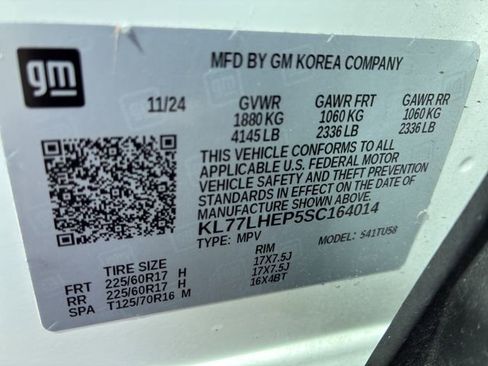 gm
MFD BY GM KOREA COMPANY
11/24 GVWR GAWR FRT GAWR RR
1880 KG 1060 KG 1060 KG
4145 LB 2336 LB 2336 LB
THIS VEHICLE CONFORMS TO ALL
APPLICABLE U.S. FEDERAL MOTOR
VEHICLE SAFETY AND THEFT PREVENTION
STANDARDS IN EFFECT ON THE DATE OF
MANUFACTURE SHOWN ABOVE.
KL77LHEP5SC164014
TYPE: MPV MODEL: 541TU58
TIRE SIZE RIM
FRT 225/60R17 H 17X7.5J
RR 225/60R17 H 17X7.5J
SPA T125/70R16 M 16X4BT